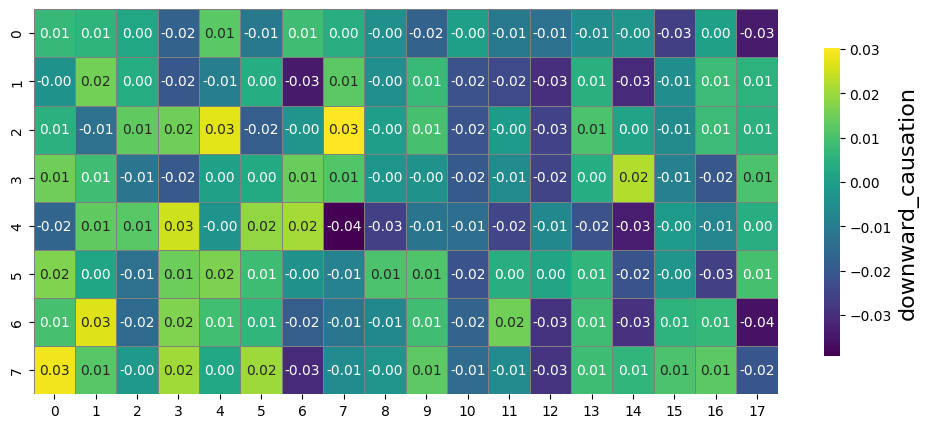 0 0.01 0.01 0.00 -0.02 0.01 -0.01 0.01 0.00 -0.00 -0.02 -0.00 -0.01 -0.01 -0.01 -0.00 -0.03 0.00 -0.03
1 -0.00 0.02 0.00 -0.02 -0.01 0.00 -0.03 0.01 -0.00 0.01 -0.02 -0.02 -0.03 0.01 -0.03 -0.01 0.01 0.01
2 0.01 -0.01 0.01 0.02 0.03 -0.02 -0.00 0.03 -0.00 0.01 -0.02 -0.00 -0.03 0.01 0.00 -0.01 0.01 0.01
3 0.01 0.01 -0.01 -0.02 0.00 0.00 0.01 0.01 -0.00 -0.00 -0.02 -0.01 -0.02 0.00 0.02 -0.01 -0.02 0.01
4 -0.02 0.01 0.01 0.03 -0.00 0.02 0.02 -0.04 -0.03 -0.01 -0.01 -0.02 -0.01 -0.02 -0.03 -0.00 -0.01 0.00
5 0.02 0.00 -0.01 0.01 0.02 0.01 -0.00 -0.01 0.01 0.01 -0.02 0.00 0.00 0.01 -0.02 -0.00 -0.03 0.01
6 0.01 0.03 -0.02 0.02 0.01 0.01 -0.02 -0.01 -0.01 0.01 -0.02 0.02 -0.03 0.01 -0.03 0.01 0.01 -0.04
7 0.03 0.01 -0.00 0.02 0.00 0.02 -0.03 -0.01 -0.00 0.01 -0.01 -0.01 -0.03 0.01 0.01 0.01 0.01 -0.02
0 1 2 3 4 5 6 7 8 9 10 11 12 13 14 15 16 17
0.03
0.02
0.01
0.00
−0.01
−0.02
−0.03
downward_causation